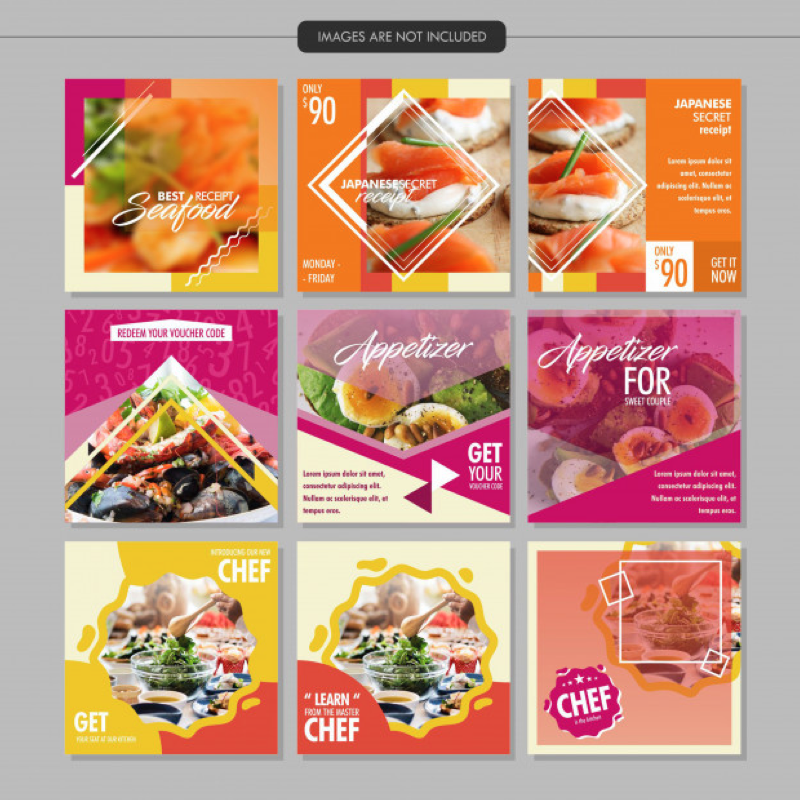 IMAGES ARE NOT INCLUDED
BEST RECEIPT
Seafood
ONLY
$90
JAPANESE SECRET
receipt
MONDAY -
- FRIDAY
JAPANESE
SECRET
receipt
Lorem ipsum dolor sit
amet, consectetur
adipiscing elit. Nullam ac
scelerisque elit, at
tempus eros.
ONLY
$90
GET IT
NOW
REDEEM YOUR VOUCHER CODE
Appetizer
Lorem ipsum dolor sit amet,
consectetur adipiscing elit.
Nullam ac scelerisque elit, at
tempus eros.
GET
YOUR
VOUCHER CODE
Appetizer
FOR
SWEET COUPLE
Lorem ipsum dolor sit amet,
consectetur adipiscing elit.
Nullam ac scelerisque elit, at
tempus eros.
INTRODUCING OUR NEW
CHEF
GET
YOUR SEAT AT OUR KITCHEN
" LEARN "
FROM THE MASTER
CHEF
CHEF
in the kitchen